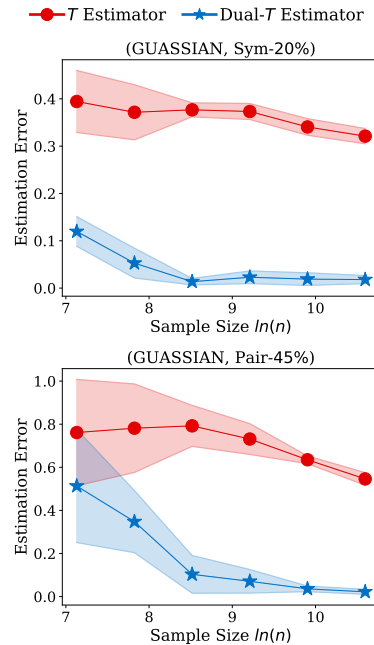 T Estimator Dual-T Estimator
(GUASSIAN, Sym-20%)
Estimation Error
0.4
0.3
0.2
0.1
0.0
7 8 9 10
Sample Size ln(n)
(GUASSIAN, Pair-45%)
Estimation Error
1.0
0.8
0.6
0.4
0.2
0.0
7 8 9 10
Sample Size ln(n)